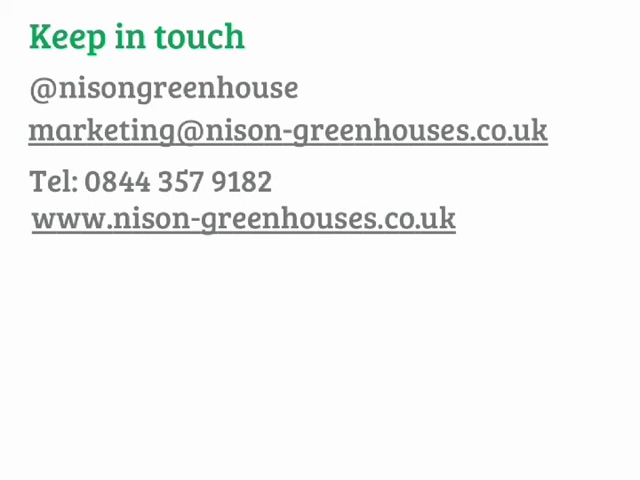 Keep in touch
@nisongreenhouse
marketing@nison-greenhouses.co.uk
Tel: 0844 357 9182
www.nison-greenhouses.co.uk